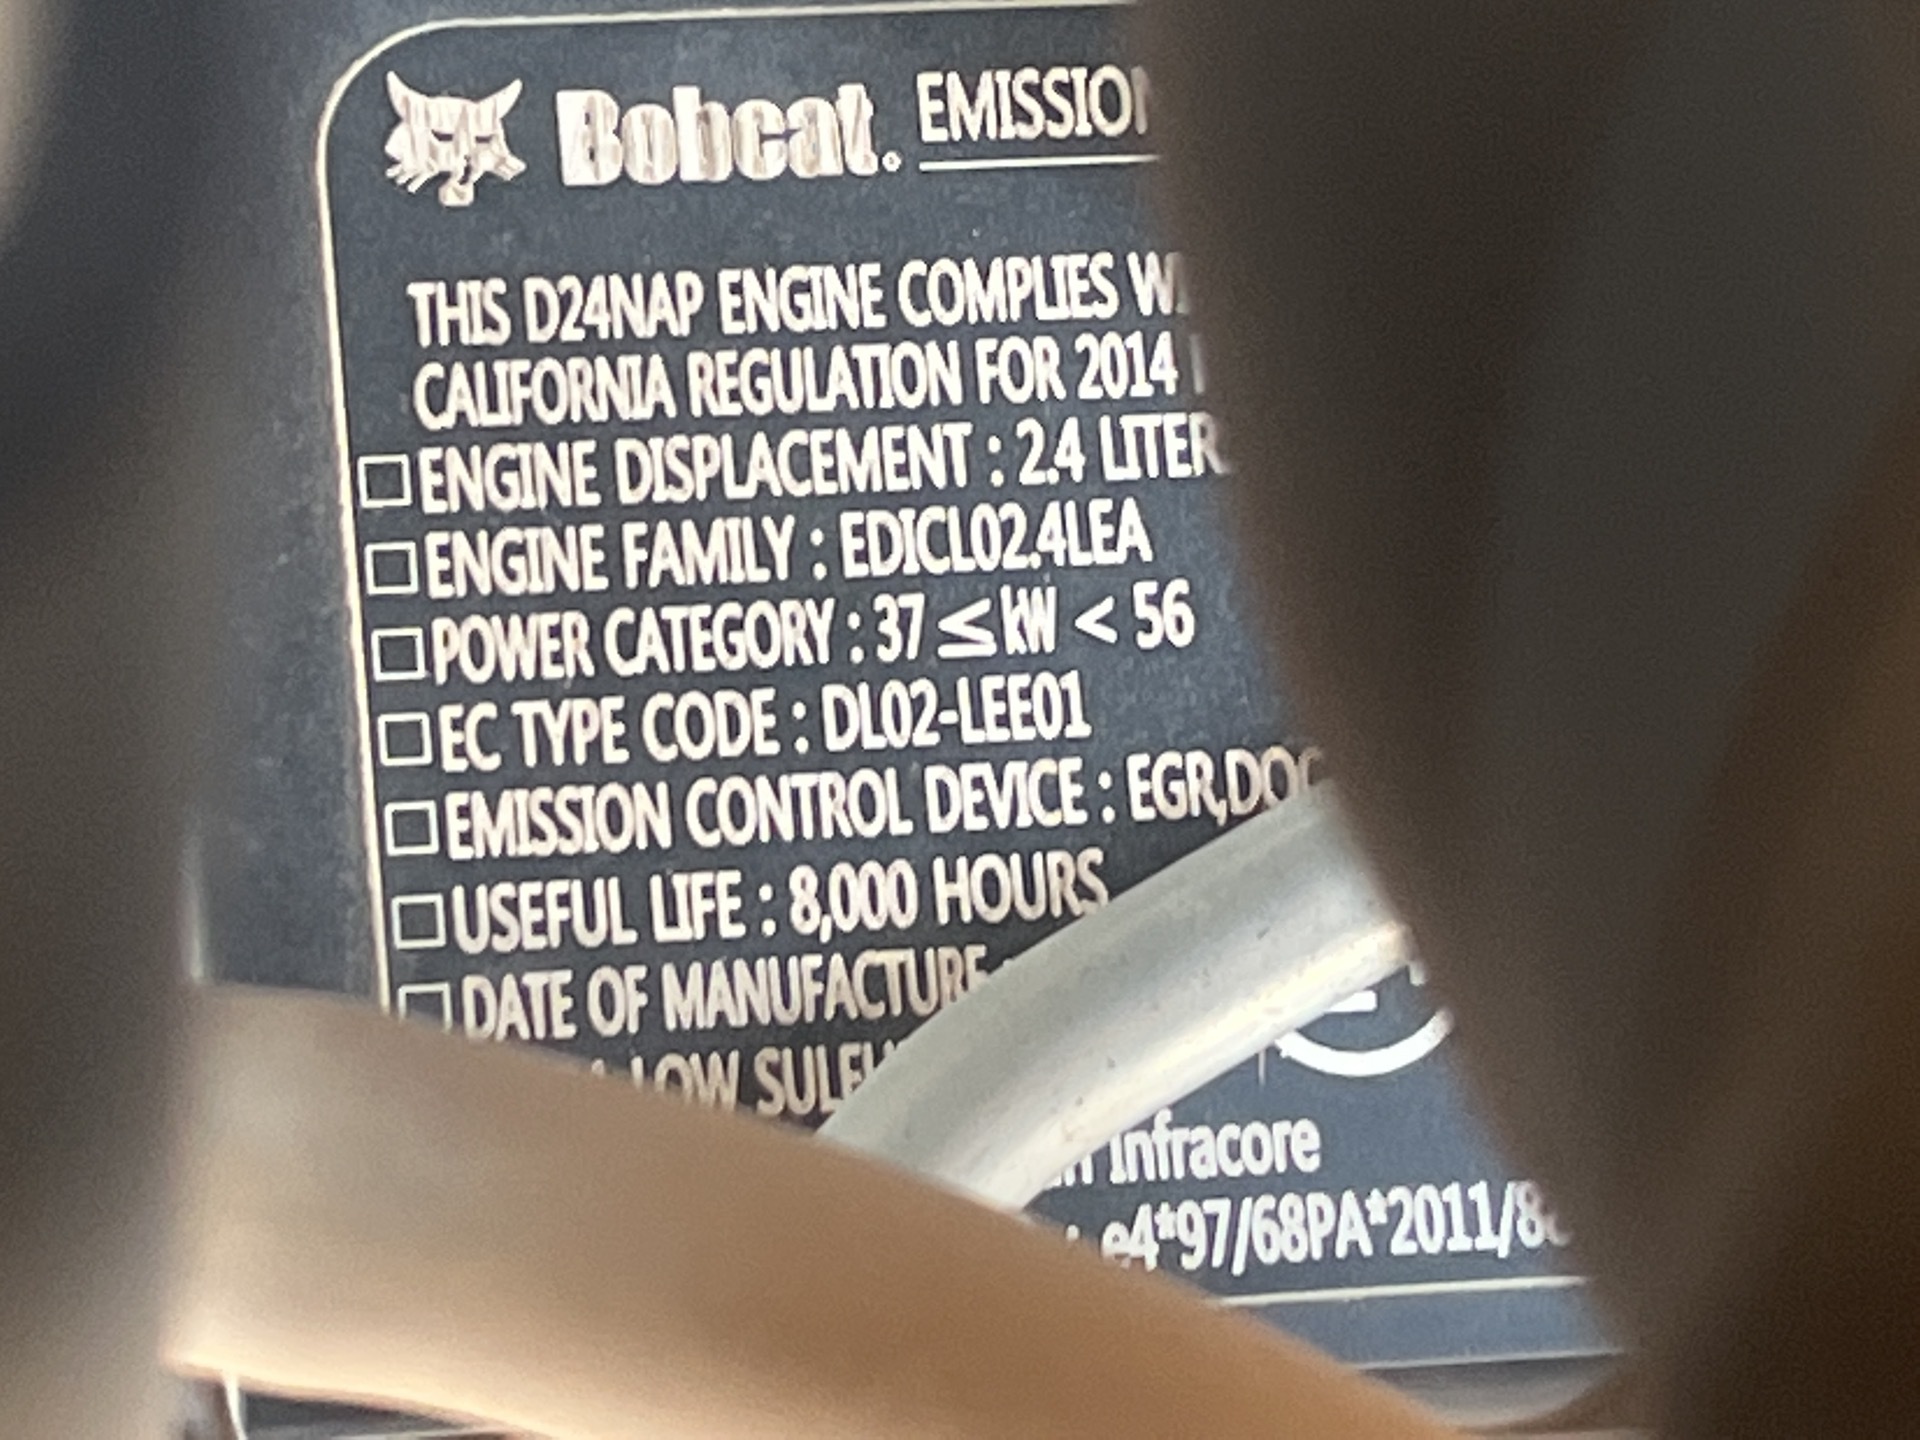 Bobcat. EMISSION
THIS D24NAP ENGINE COMPLIES
CALIFORNIA REGULATION FOR 2014
ENGINE DISPLACEMENT : 2.4 LITER
ENGINE FAMILY : EDICL02.4LEA
POWER CATEGORY : 37 ≤ kW < 56
EC TYPE CODE : DL02-LEE01
EMISSION CONTROL DEVICE : EGR,DOC
USEFUL LIFE : 8,000 HOURS
DATE OF MANUFACTURE
LOW
Infracore
e4*97/68PA*2011/8